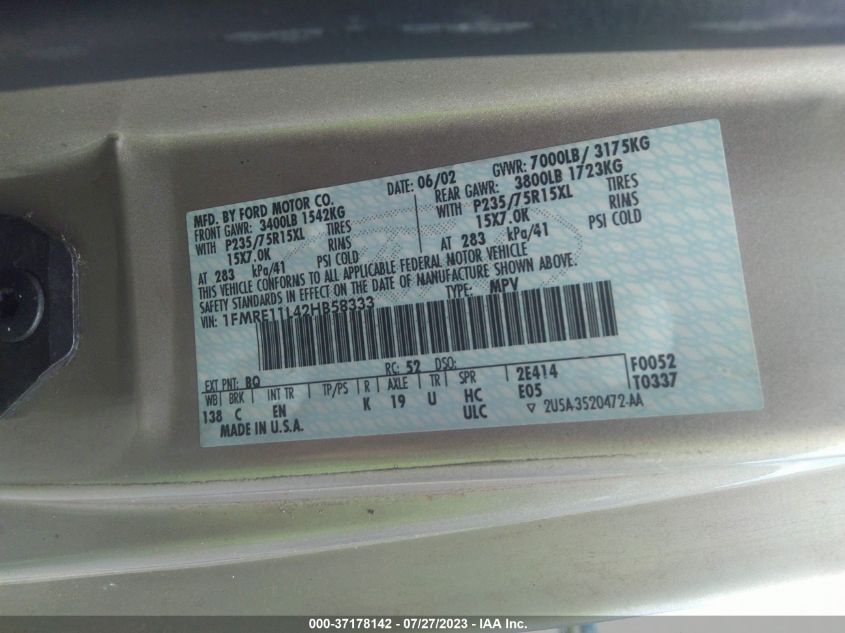 MFD. BY FORD MOTOR CO.
DATE: 06/02
GVWR: 7000LB/ 3175KG
FRONT GAWR: 3400LB 1542KG
REAR GAWR: 3800LB 1723KG
WITH P235/75R15XL TIRES
WITH P235/75R15XL TIRES
15X7.0K RINS
15X7.0K RINS
AT 283 kPa/41 PSI COLD
AT 283 kPa/41 PSI COLD
THIS VEHICLE CONFORMS TO ALL APPLICABLE FEDERAL MOTOR VEHICLE
SAFETY STANDARDS IN EFFECT ON THE DATE OF MANUFACTURE SHOWN ABOVE.
VIN: 1FMRE11L42HB58333
TYPE: MPV
EXT PNT: BQ RC: 52 DSO:
WB BRK INT TR TP/PS R AXLE TR SPR
138 C EN K 19 U HC
ULC
2E414
E05
F0052
T0337
MADE IN U.S.A.
▽ 2U5A-3520472-AA
000-37178142 - 07/27/2023 - IAA Inc.